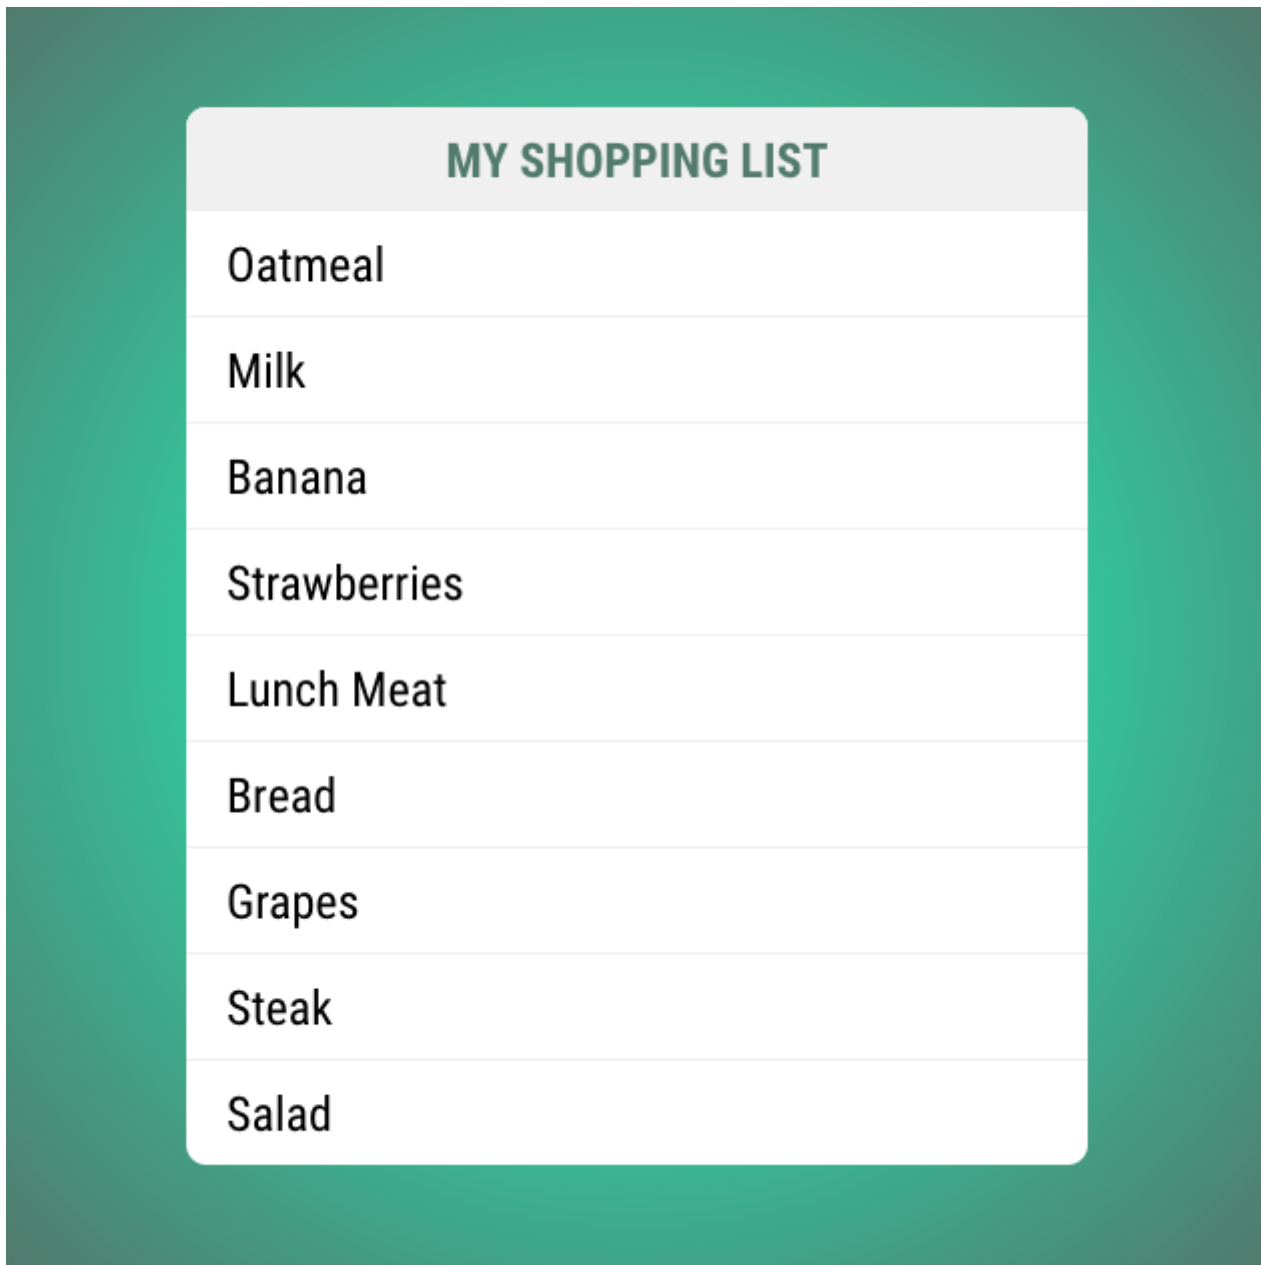 MY SHOPPING LIST
Oatmeal
Milk
Banana
Strawberries
Lunch Meat
Bread
Grapes
Steak
Salad